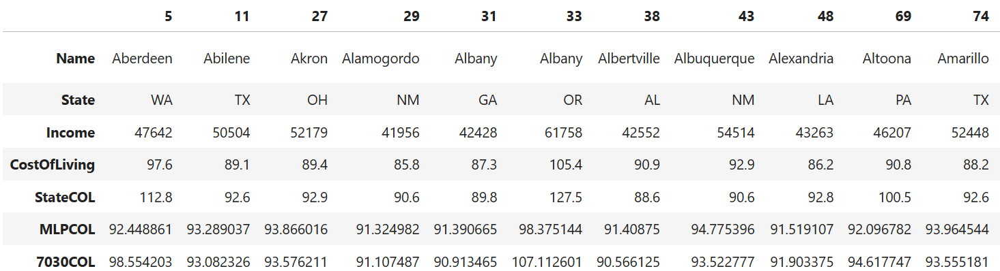 5 11 27 29 31 33 38 43 48 69 74
Name Aberdeen Abilene Akron Alamogordo Albany Albany Albertville Albuquerque Alexandria Altoona Amarillo
State WA TX OH NM GA OR AL NM LA PA TX
Income 47642 50504 52179 41956 42428 61758 42552 54514 43263 46207 52448
CostOfLiving 97.6 89.1 89.4 85.8 87.3 105.4 90.9 92.9 86.2 90.8 88.2
StateCOL 112.8 92.6 92.9 90.6 89.8 127.5 88.6 90.6 92.8 100.5 92.6
MLPCOL 92.448861 93.289037 93.866016 91.324982 91.390665 98.375144 91.40875 94.775396 91.519107 92.096782 93.964544
7030COL 98.554203 93.082326 93.576211 91.107487 90.913465 107.112601 90.566125 93.522777 91.903375 94.617747 93.555181